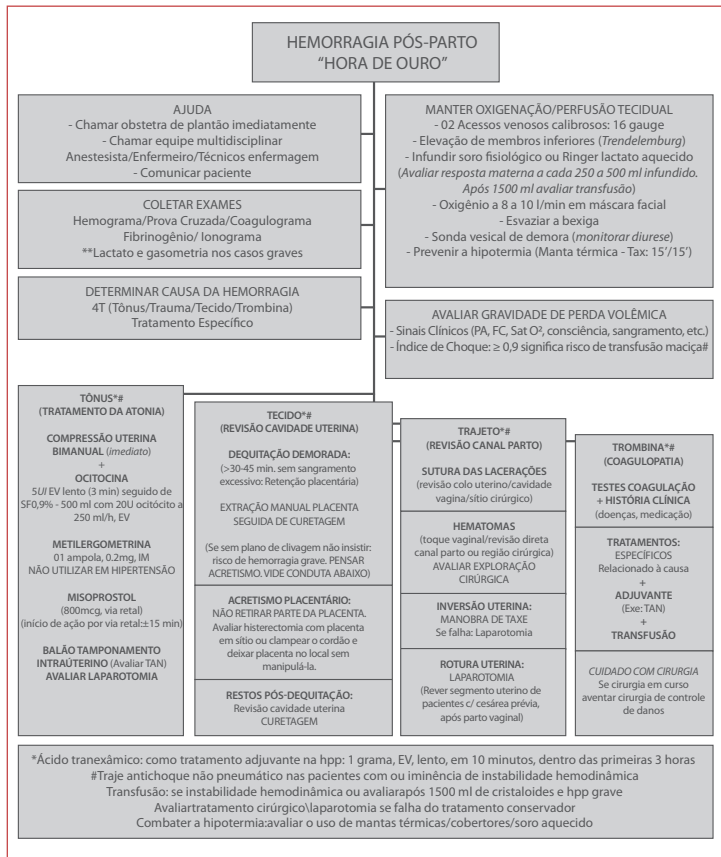 HEMORRAGIA PÓS-PARTO
“HORA DE OURO”
AJUDA
- Chamar obstetra de plantão imediatamente
- Chamar equipe multidisciplinar
Anestesista/Enfermeiro/Técnicos enfermagem
- Comunicar paciente
COLETAR EXAMES
Hemograma/Prova Cruzada/Coagulograma
Fibrinogênio/ Ionograma
**Lactato e gasometria nos casos graves
DETERMINAR CAUSA DA HEMORRAGIA
4T (Tônus/Trauma/Tecido/Trombina)
Tratamento Específico
MANTER OXIGENAÇÃO/PERFUSÃO TECIDUAL
- 02 Acessos venosos calibrosos: 16 gauge
- Elevação de membros inferiores (Trendelemburg)
- Infundir soro fisiológico ou Ringer lactato aquecido
(Avaliar resposta materna a cada 250 a 500 ml infundido.
Após 1500 ml avaliar transfusão)
- Oxigênio a 8 a 10 l/min em máscara facial
- Esvaziar a bexiga
- Sonda vesical de demora (monitorar diurese)
- Prevenir a hipotermia (Manta térmica - Tax: 15’/15’)
AVALIAR GRAVIDADE DE PERDA VOLÊMICA
- Sinais Clínicos (PA, FC, Sat O², consciência, sangramento, etc.)
- Índice de Choque: ≥ 0,9 significa risco de transfusão maciça#
TÔNUS*#
(TRATAMENTO DA ATONIA)
COMPRESSÃO UTERINA
BIMANUAL (imediato)
+
OCITOCINA
5UI EV lento (3 min) seguido de
SF0,9% - 500 ml com 20U ocitócito a
250 ml/h, EV
METILERGOMETRINA
01 ampola, 0.2mg, IM
NÃO UTILIZAR EM HIPERTENSÃO
MISOPROSTOL
(800mcg, via retal)
(início de ação por via retal:±15 min)
BALÃO TAMPONAMENTO
INTRAÚTERINO (Avaliar TAN)
AVALIAR LAPAROTOMIA
TECIDO*#
(REVISÃO CAVIDADE UTERINA)
DEQUITAÇÃO DEMORADA:
(>30-45 min. sem sangramento
excessivo: Retenção placentária)
EXTRAÇÃO MANUAL PLACENTA
SEGUIDA DE CURETAGEM
(Se sem plano de clivagem não insistir:
risco de hemorragia grave. PENSAR
ACRETISMO. VIDE CONDUTA ABAIXO)
ACRETISMO PLACENTÁRIO:
NÃO RETIRAR PARTE DA PLACENTA.
Avaliar histerectomia com placenta
em sítio ou clampear o cordão e
deixar placenta no local sem
manipulá-la.
RESTOS PÓS-DEQUITAÇÃO:
Revisão cavidade uterina
CURETAGEM
TRAJETO*#
(REVISÃO CANAL PARTO)
SUTURA DAS LACERAÇÕES
(revisão colo uterino/cavidade
vagina/sítio cirúrgico)
HEMATOMAS
(toque vaginal/revisão direta
canal parto ou região cirúrgica)
AVALIAR EXPLORAÇÃO
CIRÚRGICA
INVERSÃO UTERINA:
MANOBRA DE TAXE
Se falha: Laparotomia
ROTURA UTERINA:
LAPAROTOMIA
(Rever segmento uterino de
pacientes c/ cesárea prévia,
após parto vaginal)
TROMBINA*#
(COAGULOPATIA)
TESTES COAGULAÇÃO
+ HISTÓRIA CLÍNICA
(doenças, medicação)
TRATAMENTOS:
ESPECÍFICOS
Relacionado à causa
+
ADJUVANTE
(Exe: TAN)
+
TRANSFUSÃO
CUIDADO COM CIRURGIA
Se cirurgia em curso
aventar cirurgia de controle
de danos
*Ácido tranexâmico: como tratamento adjuvante na hpp: 1 grama, EV, lento, em 10 minutos, dentro das primeiras 3 horas
#Traje antichoque não pneumático nas pacientes com ou iminência de instabilidade hemodinâmica
Transfusão: se instabilidade hemodinâmica ou avaliarapós 1500 ml de cristaloides e hpp grave
Avaliartratamento cirúrgico\laparotomia se falha do tratamento conservador
Combater a hipotermia:avaliar o uso de mantas térmicas/cobertores/soro aquecido